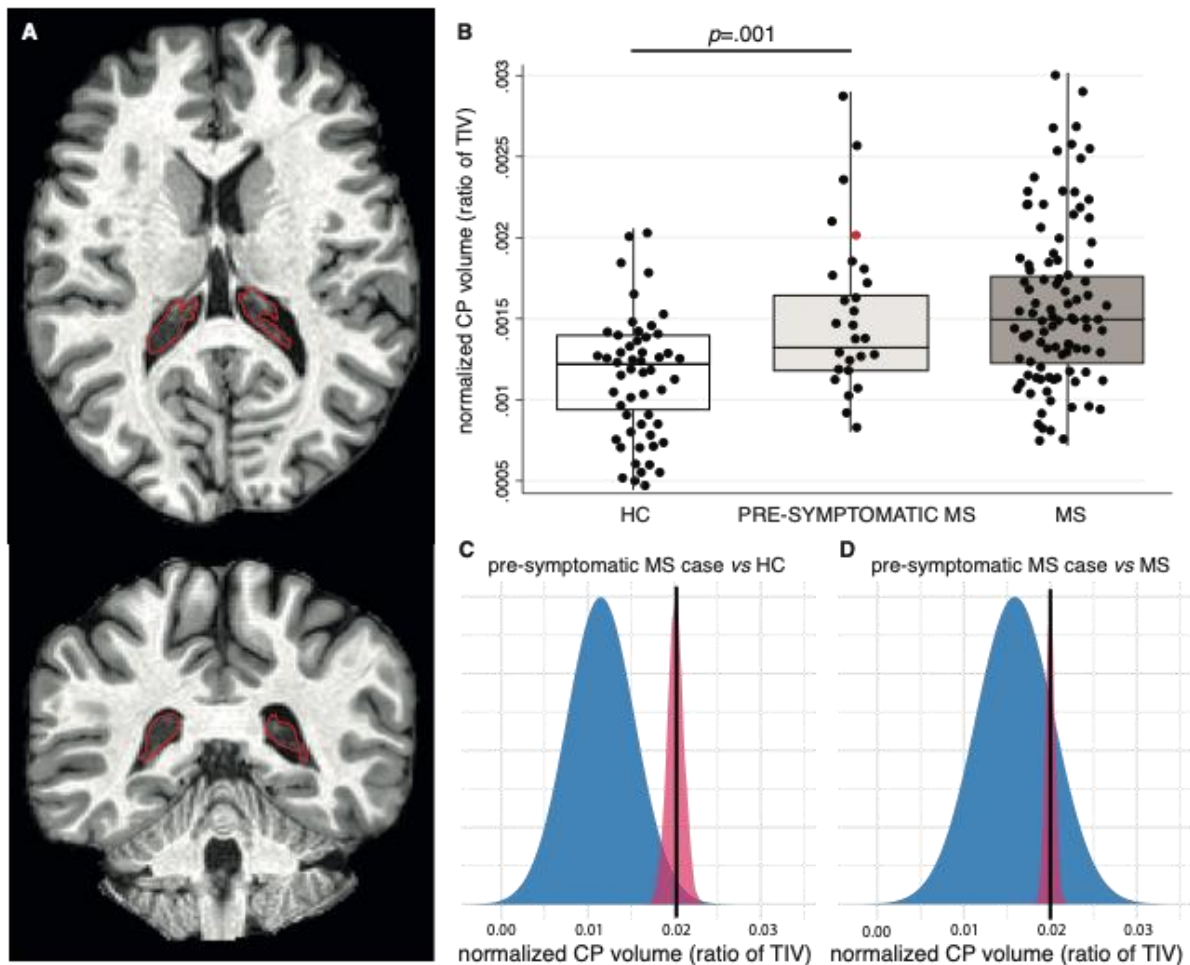 A
B
p=.001
normalized CP volume (ratio of TIV)
.003
.0025
.002
.0015
.001
.0005
HC
PRE-SYMPTOMATIC MS
MS
C
pre-symptomatic MS case vs HC
0.00
0.01
0.02
0.03
normalized CP volume (ratio of TIV)
D
pre-symptomatic MS case vs MS
0.00
0.01
0.02
0.03
normalized CP volume (ratio of TIV)